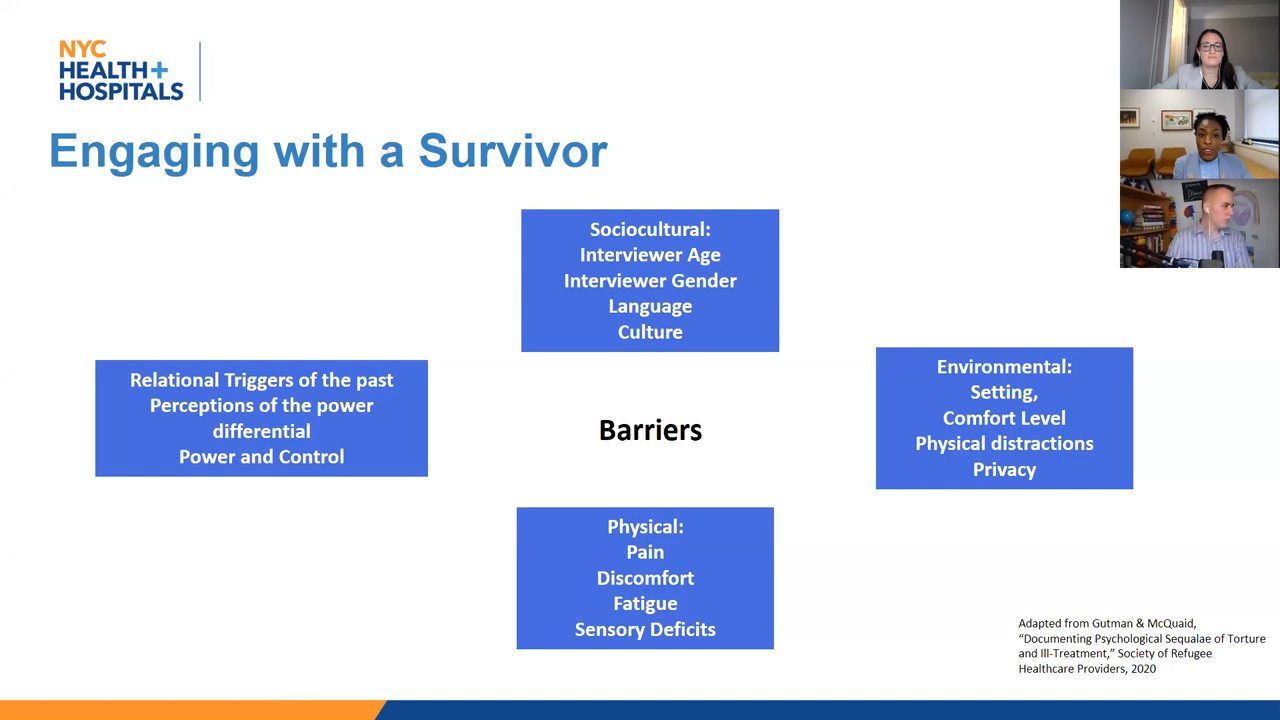 NYC
HEALTH+
HOSPITALS
Engaging with a Survivor
Sociocultural:
Interviewer Age
Interviewer Gender
Language
Culture
Relational Triggers of the past
Perceptions of the power
differential
Power and Control
Barriers
Environmental:
Setting,
Comfort Level
Physical distractions
Privacy
Physical:
Pain
Discomfort
Fatigue
Sensory Deficits
Adapted from Gutman & McQuaid,
“Documenting Psychological Sequalae of Torture
and Ill-Treatment,” Society of Refugee
Healthcare Providers, 2020